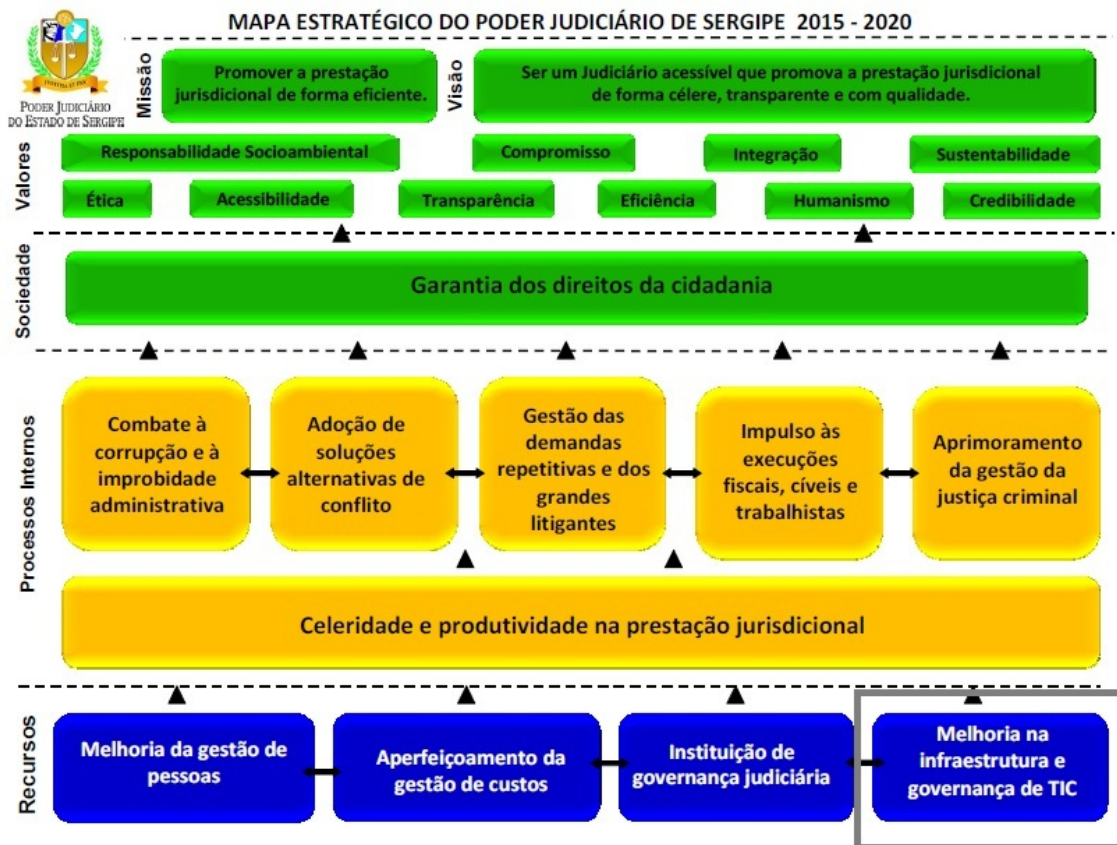 MAPA ESTRATÉGICO DO PODER JUDICIÁRIO DE SERGIPE 2015 - 2020
PODER JUDICIÁRIO
DO ESTADO DE SERGIPE
Missão
Promover a prestação
jurisdicional de forma eficiente.
Visão
Ser um Judiciário acessível que promova a prestação jurisdicional
de forma célere, transparente e com qualidade.
Valores
Responsabilidade Socioambiental
Compromisso
Integração
Sustentabilidade
Ética
Acessibilidade
Transparência
Eficiência
Humanismo
Credibilidade
Sociedade
Garantia dos direitos da cidadania
Processos Internos
Combate à
corrupção e à
improbidade
administrativa
Adoção de
soluções
alternativas de
conflito
Gestão das
demandas
repetitivas e dos
grandes
litigantes
Impulso às
execuções
fiscais, cíveis e
trabalhistas
Aprimoramento
da gestão da
justiça criminal
Celeridade e produtividade na prestação jurisdicional
Recursos
Melhoria da gestão de
pessoas
Aperfeiçoamento da
gestão de custos
Instituição de
governança judiciária
Melhoria na
infraestrutura e
governança de TIC